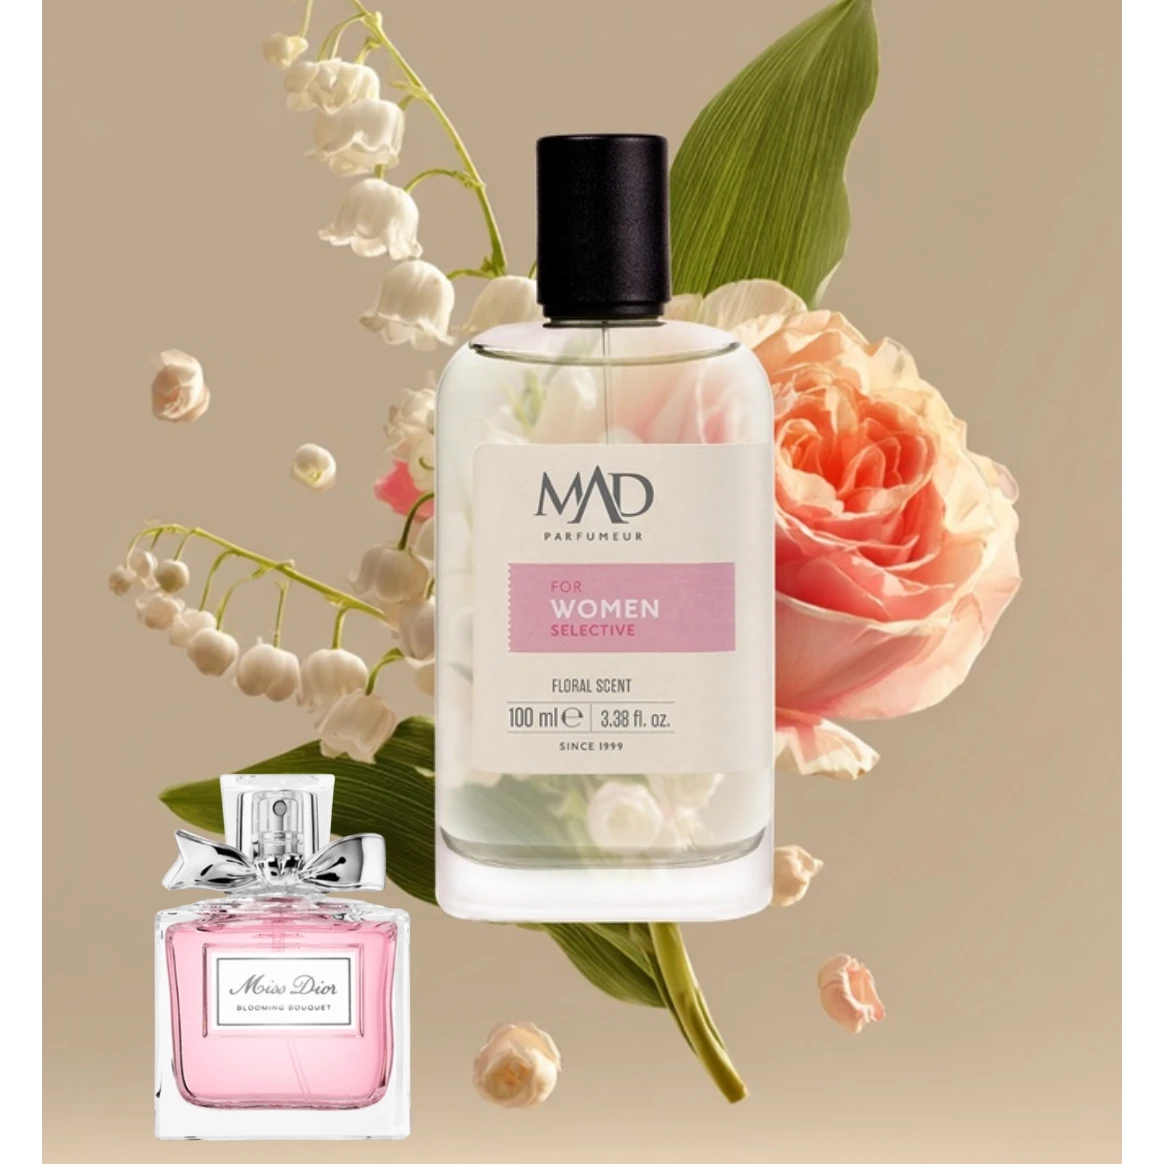 MAD
PARFUMEUR
FOR
WOMEN
SELECTIVE
FLORAL SCENT
100 ml ℮ 3.38 fl. oz.
SINCE 1999
Miss Dior
BLOOMING BOUQUET